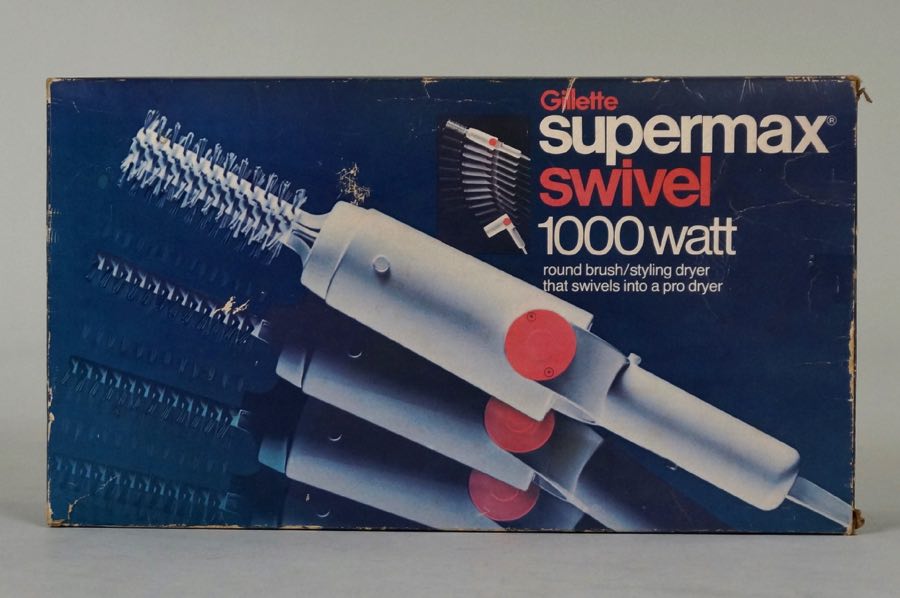 Gillette
supermax®
swivel
1000 watt
round brush/styling dryer
that swivels into a pro dryer